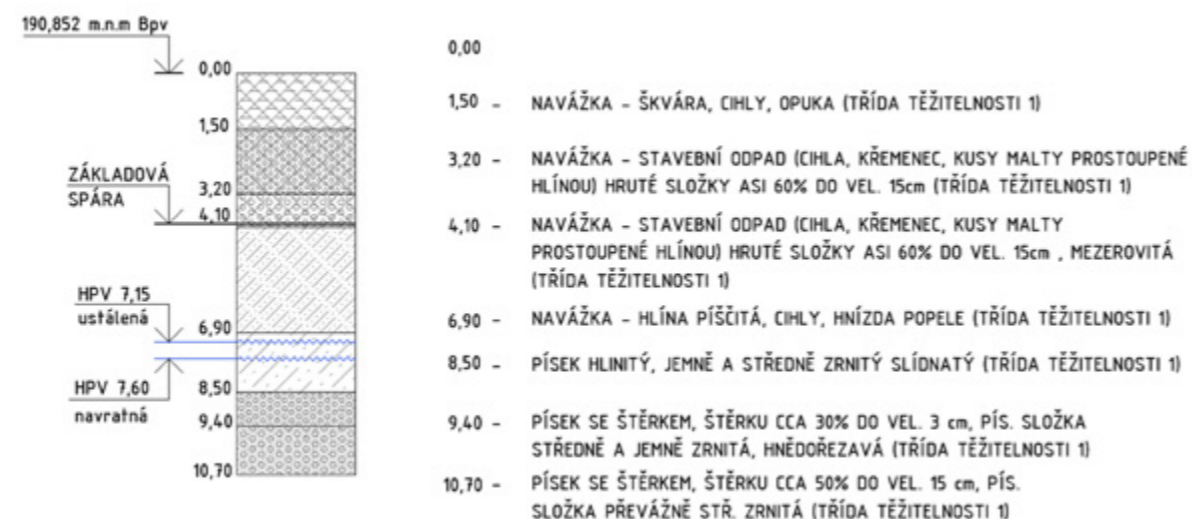 190,852 m.n.m Bpv
0,00
1,50
ZÁKLADOVÁ
SPÁRA
3,20
4,10
HPV 7,15
ustálená
6,90
HPV 7,60
navratná
8,50
9,40
10,70
0,00
1,50 - NAVÁŽKA - ŠKVÁRA, CIHLY, OPUKA (TŘÍDA TĚŽITELNOSTI 1)
3,20 - NAVÁŽKA - STAVEBNÍ ODPAD (CIHLA, KŘEMENEC, KUSY MALTY PROSTOUPENÉ
HLÍNOU) HRUTÉ SLOŽKY ASI 60% DO VEL. 15cm (TŘÍDA TĚŽITELNOSTI 1)
4,10 - NAVÁŽKA - STAVEBNÍ ODPAD (CIHLA, KŘEMENEC, KUSY MALTY
PROSTOUPENÉ HLÍNOU) HRUTÉ SLOŽKY ASI 60% DO VEL. 15cm , MEZEROVITÁ
(TŘÍDA TĚŽITELNOSTI 1)
6,90 - NAVÁŽKA - HLÍNA PÍŠČITÁ, CIHLY, HNÍZDA POPELE (TŘÍDA TĚŽITELNOSTI 1)
8,50 - PÍSEK HLINITÝ, JEMNĚ A STŘEDNĚ ZRNITÝ SLÍDNATÝ (TŘÍDA TĚŽITELNOSTI 1)
9,40 - PÍSEK SE ŠTĚRKEM, ŠTĚRKU CCA 30% DO VEL. 3 cm, PÍS. SLOŽKA
STŘEDNĚ A JEMNĚ ZRNITÁ, HNĚDOŘEZAVÁ (TŘÍDA TĚŽITELNOSTI 1)
10,70 - PÍSEK SE ŠTĚRKEM, ŠTĚRKU CCA 50% DO VEL. 15 cm, PÍS.
SLOŽKA PŘEVÁŽNĚ STŘ. ZRNITÁ (TŘÍDA TĚŽITELNOSTI 1)